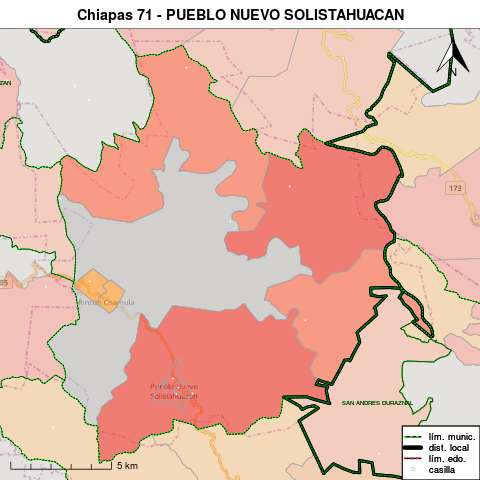 Chiapas 71 - PUEBLO NUEVO SOLISTAHUACAN
N
173
Rincón Chamula
Pueblo Nuevo
Solistahuacán
SAN ANDRES DURAZNAL
5 km
lím. munic.
dist. local
lím. edo.
casilla